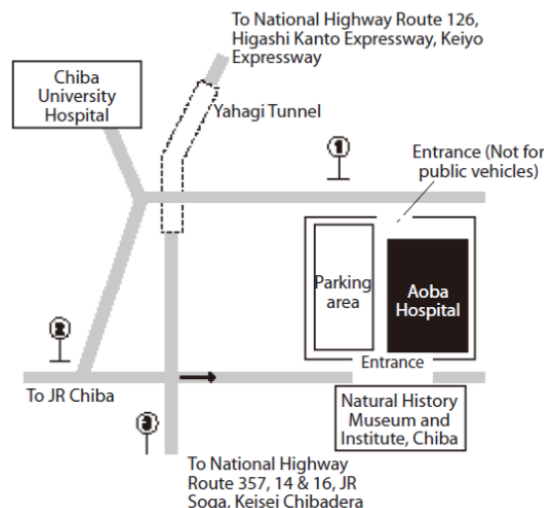 To National Highway Route 126,
Higashi Kanto Expressway, Keiyo
Expressway
Chiba
University
Hospital
Yahagi Tunnel
1
Entrance (Not for
public vehicles)
Parking
area
Aoba
Hospital
2
Entrance
To JR Chiba
Natural History
Museum and
Institute, Chiba
3
To National Highway
Route 357, 14 & 16, JR
Soga, Keisei Chibadera